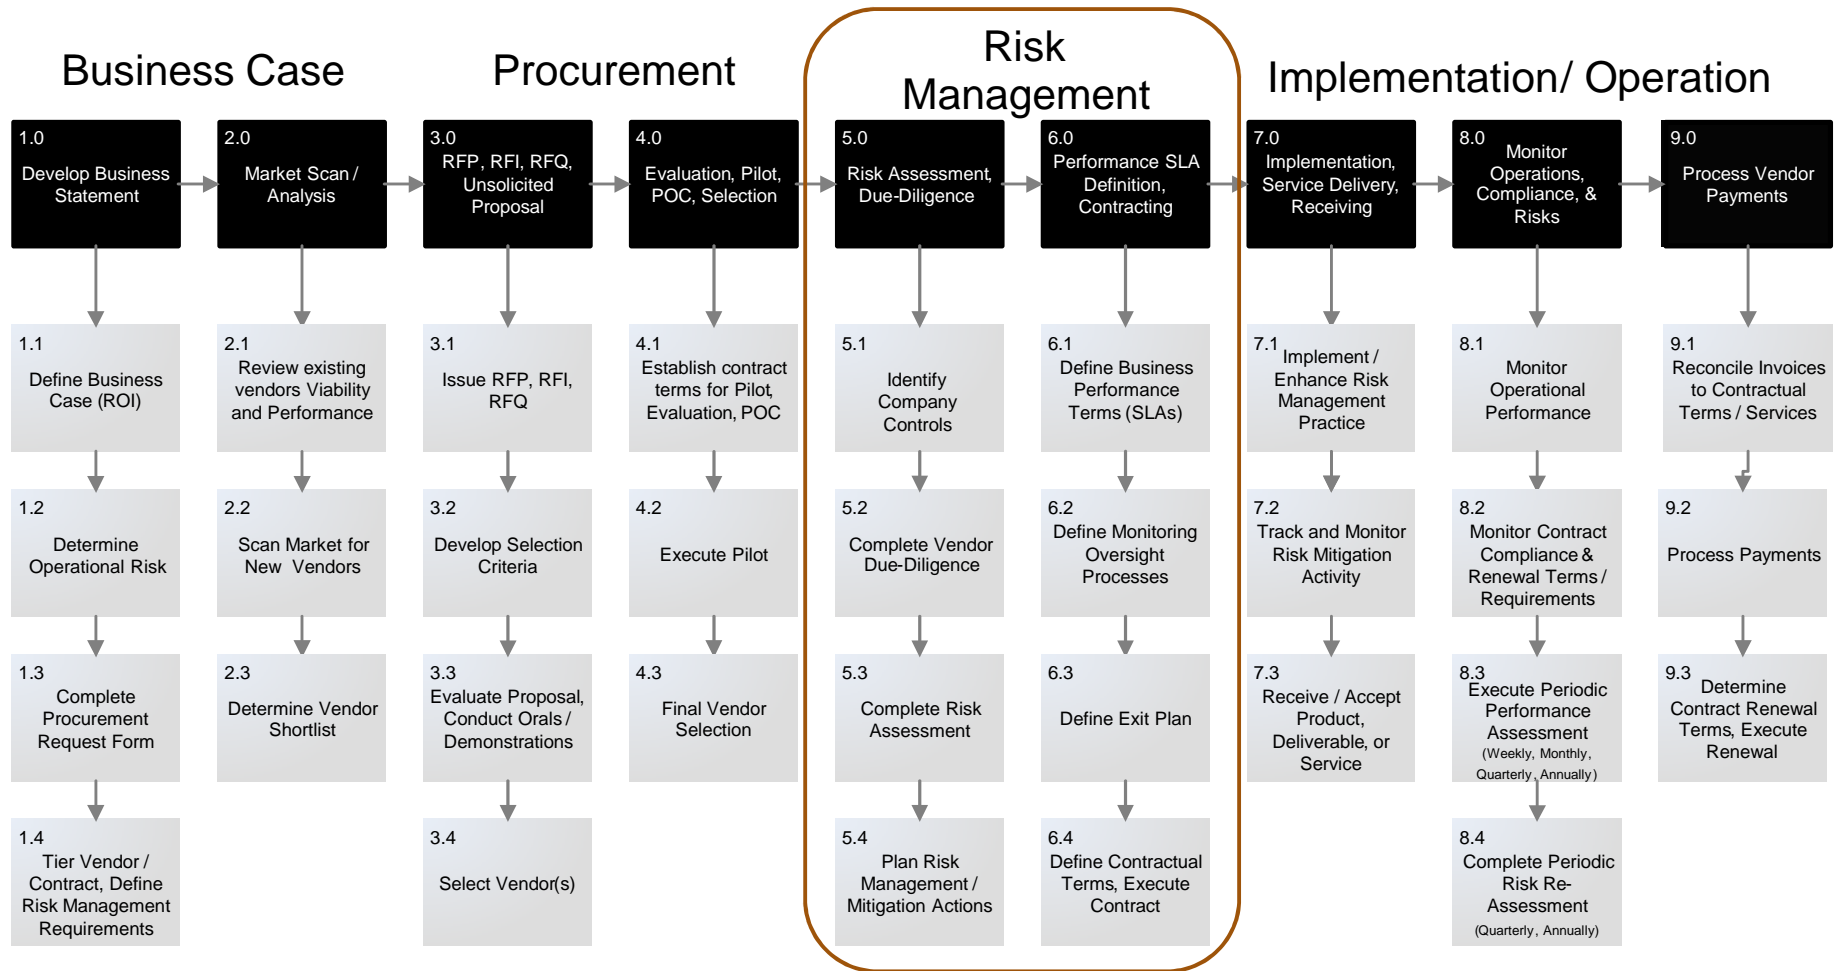 Business Case
Procurement
Risk
Management
Implementation/ Operation
1.0
Develop Business
Statement
2.0
Market Scan /
Analysis
3.0
RFP, RFI, RFQ,
Unsolicited
Proposal
4.0
Evaluation, Pilot,
POC, Selection
5.0
Risk Assessment,
Due-Diligence
6.0
Performance SLA
Definition,
Contracting
7.0
Implementation,
Service Delivery,
Receiving
8.0
Monitor
Operations,
Compliance, &
Risks
9.0
Process Vendor
Payments
1.1
Define Business
Case (ROI)
2.1
Review existing
vendors Viability
and Performance
3.1
Issue RFP, RFI,
RFQ
4.1
Establish contract
terms for Pilot,
Evaluation, POC
5.1
Identify
Company
Controls
6.1
Define Business
Performance
Terms (SLAs)
7.1
Implement /
Enhance Risk
Management
Practice
8.1
Monitor
Operational
Performance
9.1
Reconcile Invoices
to Contractual
Terms / Services
1.2
Determine
Operational Risk
2.2
Scan Market for
New Vendors
3.2
Develop Selection
Criteria
4.2
Execute Pilot
5.2
Complete Vendor
Due-Diligence
6.2
Define Monitoring
Oversight
Processes
7.2
Track and Monitor
Risk Mitigation
Activity
8.2
Monitor Contract
Compliance &
Renewal Terms /
Requirements
9.2
Process Payments
1.3
Complete
Procurement
Request Form
2.3
Determine Vendor
Shortlist
3.3
Evaluate Proposal,
Conduct Orals /
Demonstrations
4.3
Final Vendor
Selection
5.3
Complete Risk
Assessment
6.3
Define Exit Plan
7.3
Receive / Accept
Product,
Deliverable, or
Service
8.3
Execute Periodic
Performance
Assessment
(Weekly, Monthly,
Quarterly, Annually)
9.3
Determine
Contract Renewal
Terms, Execute
Renewal
1.4
Tier Vendor /
Contract, Define
Risk Management
Requirements
3.4
Select Vendor(s)
5.4
Plan Risk
Management /
Mitigation Actions
6.4
Define Contractual
Terms, Execute
Contract
8.4
Complete Periodic
Risk Re-
Assessment
(Quarterly, Annually)